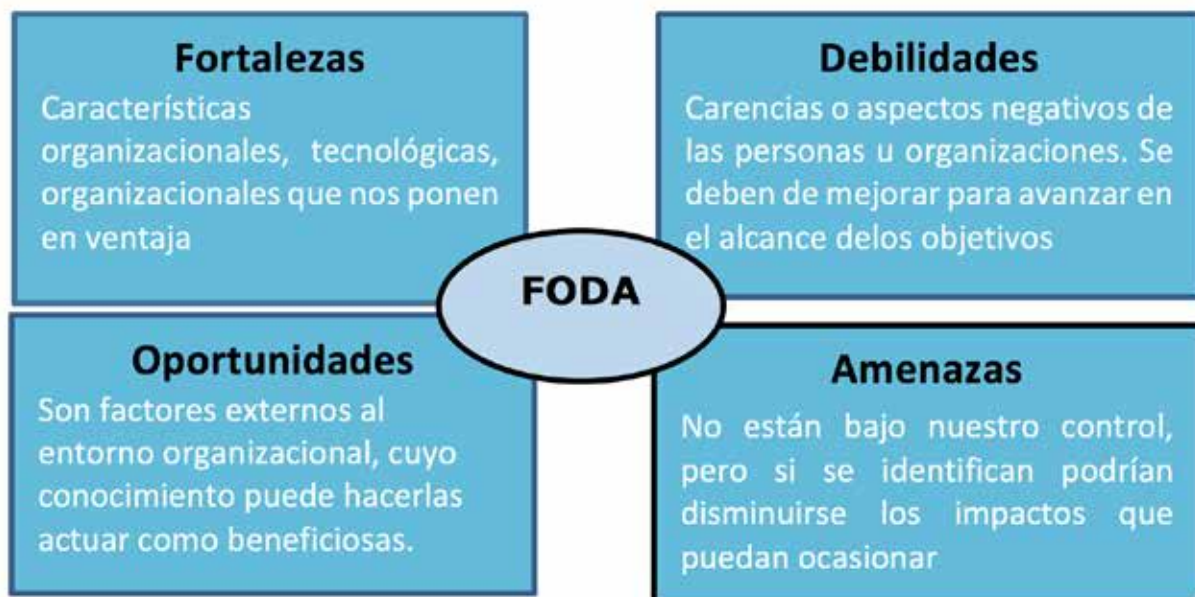 Fortalezas
Características
organizacionales, tecnológicas,
organizacionales que nos ponen
en ventaja
Debilidades
Carencias o aspectos negativos de
las personas u organizaciones. Se
deben de mejorar para avanzar en
el alcance delos objetivos
FODA
Oportunidades
Son factores externos al
entorno organizacional, cuyo
conocimiento puede hacerlas
actuar como beneficiosas.
Amenazas
No están bajo nuestro control,
pero si se identifican podrían
disminuirse los impactos que
puedan ocasionar